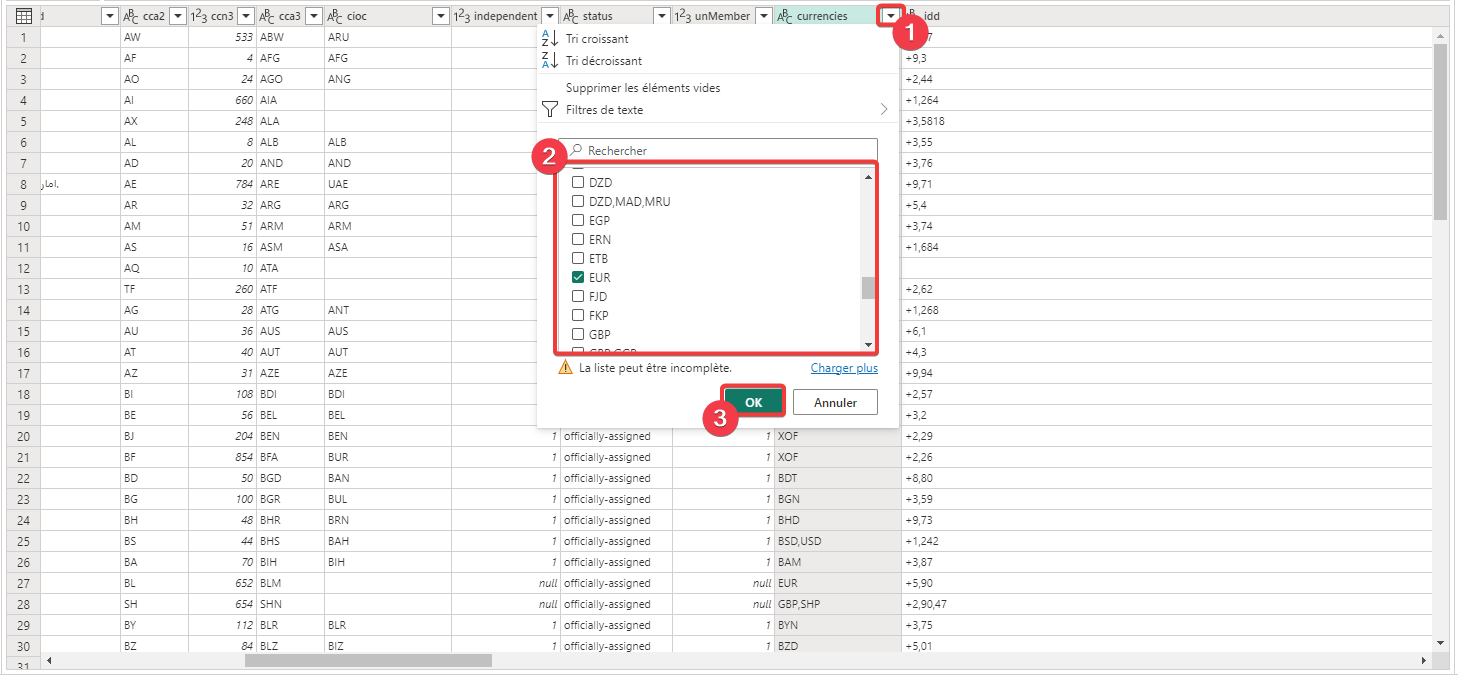 d ABC cca2 123 ccn3 ABC cca3 ABC cioc 123 independent ABC status 123 unMember ABC currencies ABC idd
1
1 AW 533 ABW ARU 7
2 AF 4 AFG AFG +9,3
3 AO 24 AGO ANG +2,44
4 AI 660 AIA +1,264
5 AX 248 ALA +3,5818
6 AL 8 ALB ALB +3,55
7 AD 20 AND AND +3,76
8 .امار AE 784 ARE UAE +9,71
9 AR 32 ARG ARG +5,4
10 AM 51 ARM ARM +3,74
11 AS 16 ASM ASA +1,684
12 AQ 10 ATA
13 TF 260 ATF +2,62
14 AG 28 ATG ANT +1,268
15 AU 36 AUS AUS +6,1
16 AT 40 AUT AUT +4,3
17 AZ 31 AZE AZE +9,94
18 BI 108 BDI BDI +2,57
19 BE 56 BEL BEL +3,2
20 BJ 204 BEN BEN 1 officially-assigned 1 XOF +2,29
21 BF 854 BFA BUR 1 officially-assigned 1 XOF +2,26
22 BD 50 BGD BAN 1 officially-assigned 1 BDT +8,80
23 BG 100 BGR BUL 1 officially-assigned 1 BGN +3,59
24 BH 48 BHR BRN 1 officially-assigned 1 BHD +9,73
25 BS 44 BHS BAH 1 officially-assigned 1 BSD,USD +1,242
26 BA 70 BIH BIH 1 officially-assigned 1 BAM +3,87
27 BL 652 BLM null officially-assigned null EUR +5,90
28 SH 654 SHN null officially-assigned null GBP,SHP +2,90,47
29 BY 112 BLR BLR 1 officially-assigned 1 BYN +3,75
30 BZ 84 BLZ BIZ 1 officially-assigned 1 BZD +5,01
31
AZ Tri croissant
ZA Tri décroissant
Supprimer les éléments vides
Filtres de texte
2
Rechercher
DZD
DZD,MAD,MRU
EGP
ERN
ETB
EUR
FJD
FKP
GBP
GBP,GGP
La liste peut être incomplète. Charger plus
3
OK Annuler